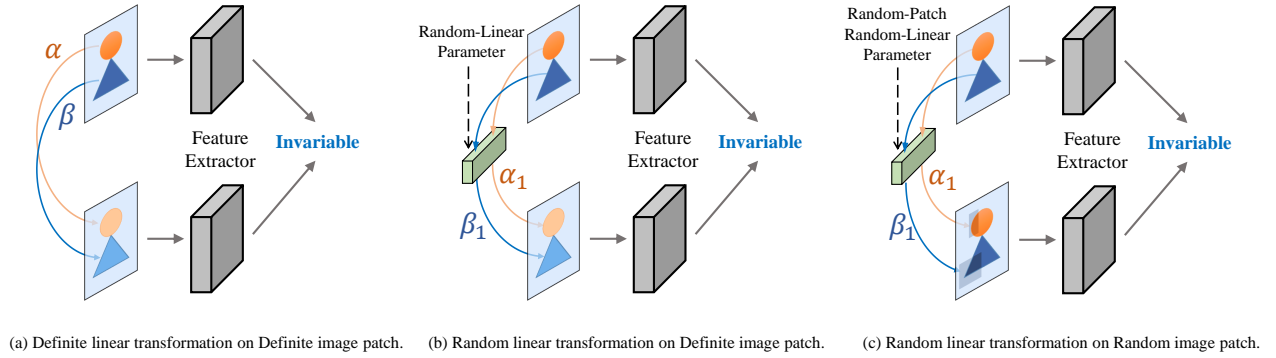 α
β
Feature
Extractor
Invariable
(a) Definite linear transformation on Definite image patch.
Random-Linear
Parameter
α₁
β₁
Feature
Extractor
Invariable
(b) Random linear transformation on Definite image patch.
Random-Patch
Random-Linear
Parameter
α₁
β₁
Feature
Extractor
Invariable
(c) Random linear transformation on Random image patch.